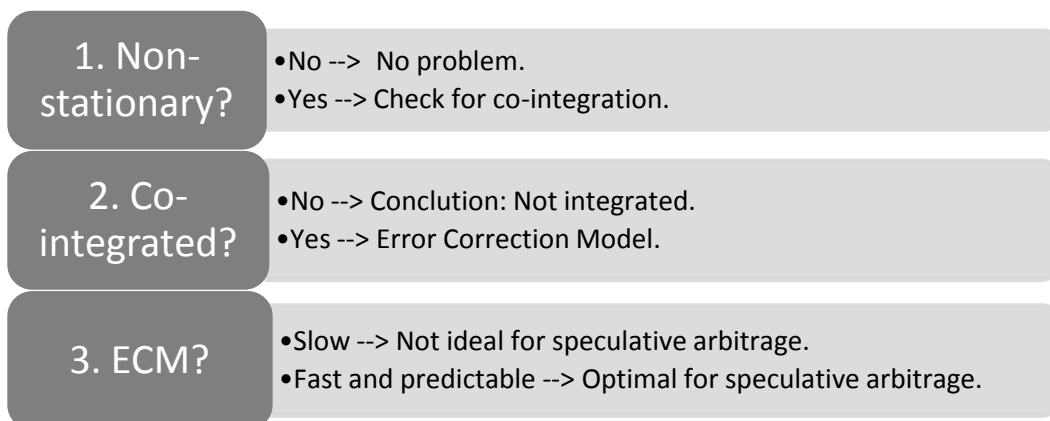 1. Non-
stationary?
•No --> No problem.
•Yes --> Check for co-integration.
2. Co-
integrated?
•No --> Conclution: Not integrated.
•Yes --> Error Correction Model.
3. ECM?
•Slow --> Not ideal for speculative arbitrage.
•Fast and predictable --> Optimal for speculative arbitrage.